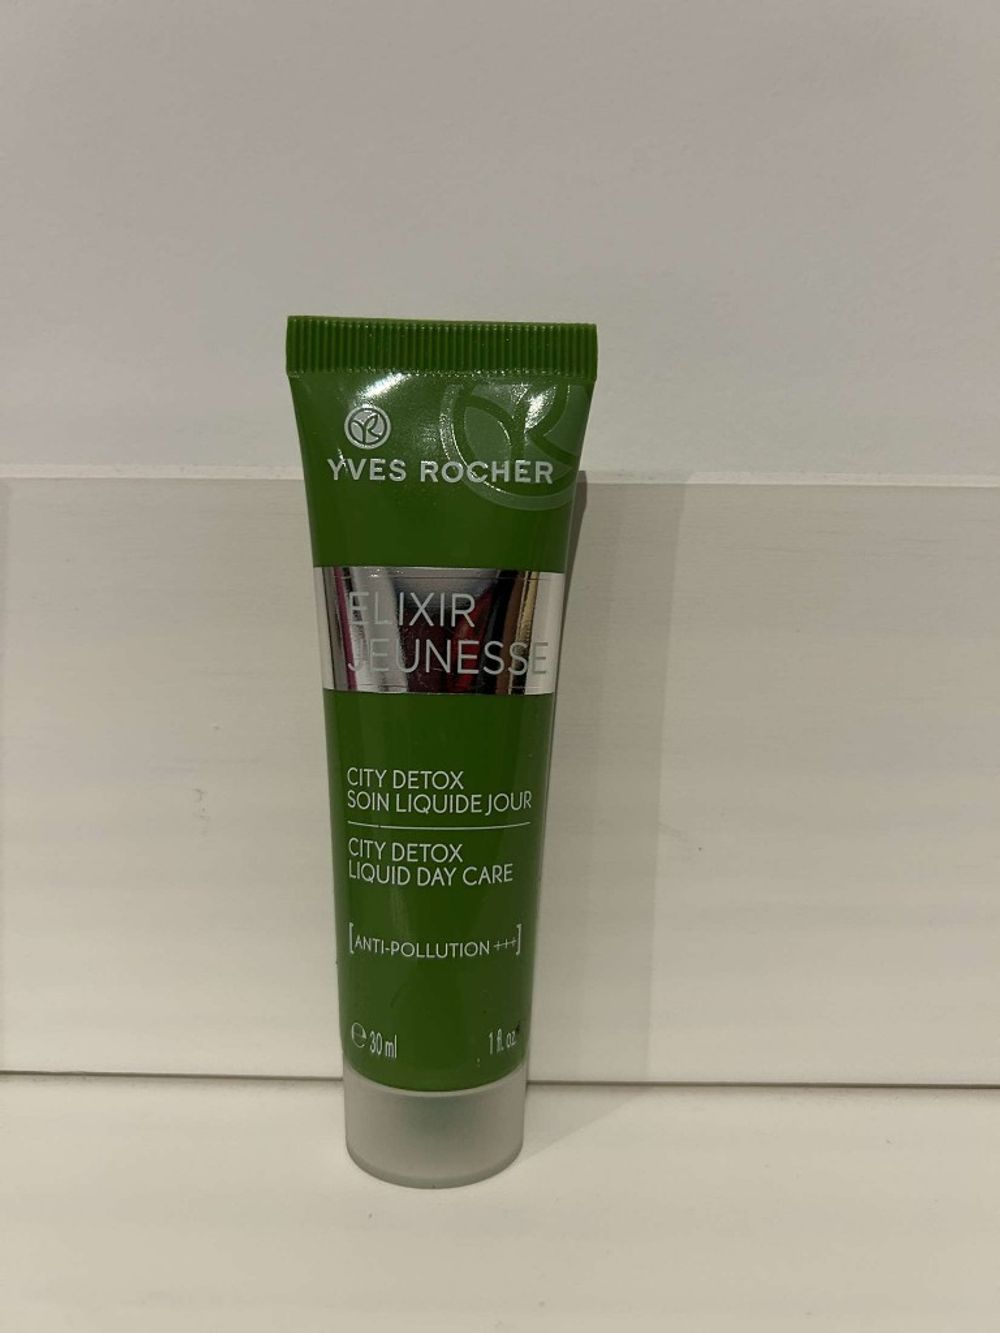 YVES ROCHER
ELIXIR
JEUNESSE
CITY DETOX
SOIN LIQUIDE JOUR
CITY DETOX
LIQUID DAY CARE
[ANTI-POLLUTION +++]
℮ 30 ml 1 fl. oz